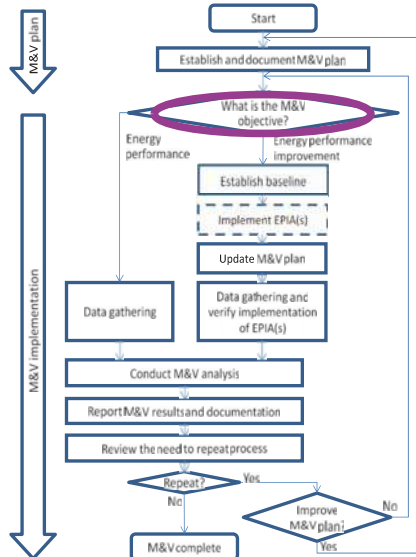 M&V plan
Start
Establish and document M&V plan
What is the M&V
objective?
Energy
performance
Energy performance
improvement
Establish baseline
Implement EPIA(s)
Update M&V plan
M&V implementation
Data gathering
Data gathering and
verify implementation
of EPIA(s)
Conduct M&V analysis
Report M&V results and documentation
Review the need to repeat process
Repeat?
Yes
No
Improve
M&V plan?
No
Yes
M&V complete